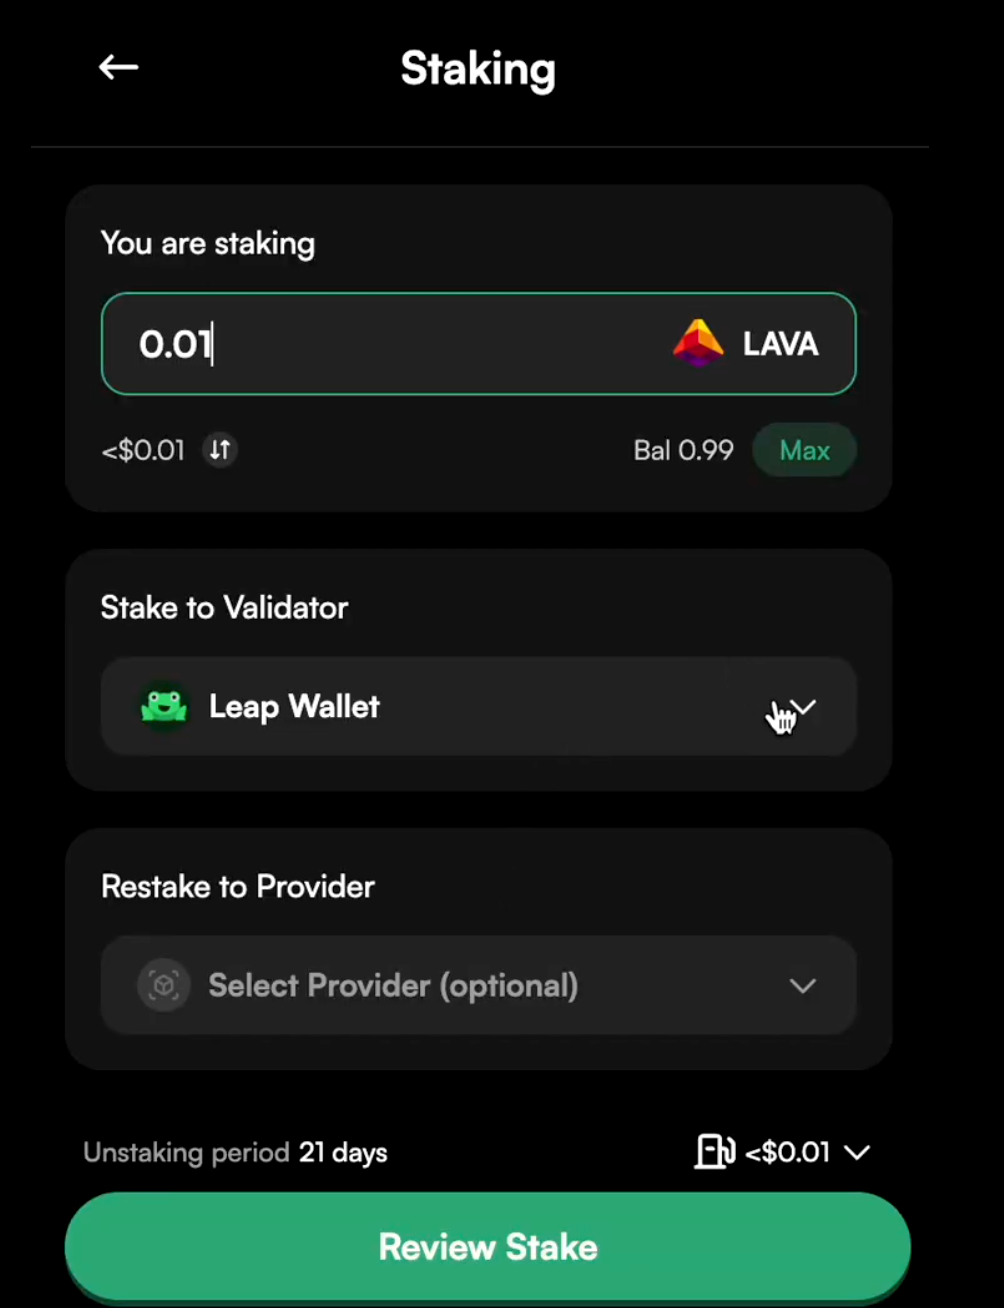 Staking
You are staking
0.01 LAVA
<$0.01 Bal 0.99 Max
Stake to Validator
Leap Wallet
Restake to Provider
Select Provider (optional)
Unstaking period 21 days <$0.01
Review Stake